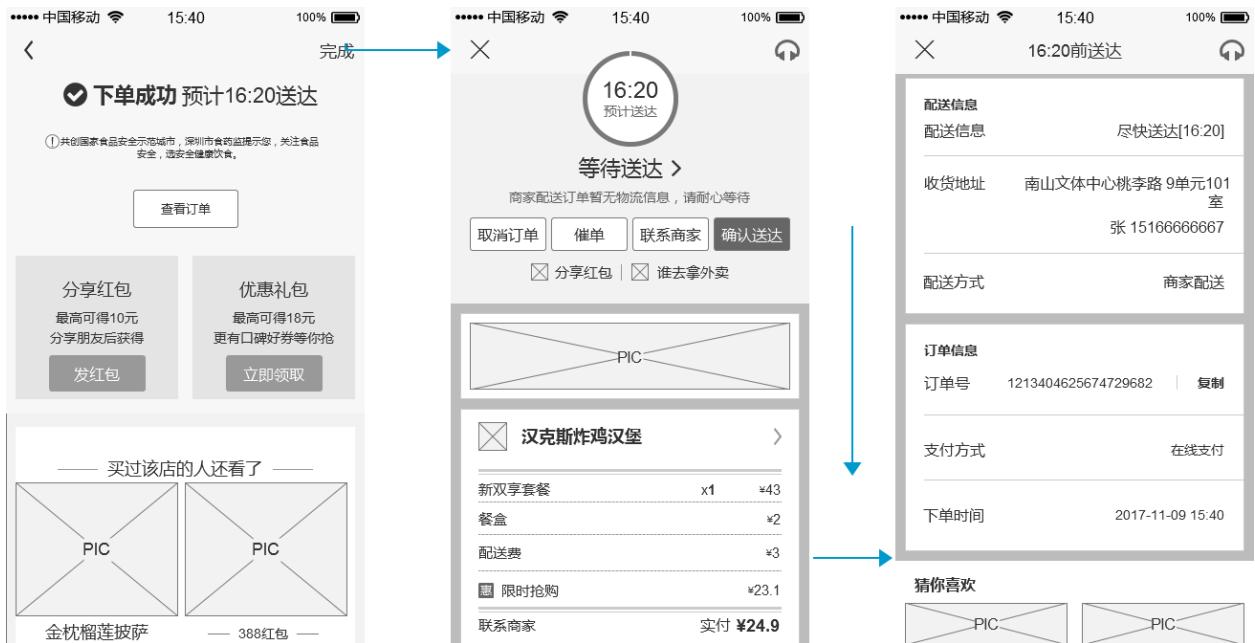 中国移动 15:40 100%
完成
下单成功 预计16:20送达
共创国家食品安全示范城市，深圳市食药监提示您，关注食品
安全，选安全健康饮食。
查看订单
分享红包
最高可得10元
分享朋友后获得
发红包
优惠礼包
最高可得18元
更有口碑好券等你抢
立即领取
买过该店的人还看了
PIC
PIC
金枕榴莲披萨
388红包
中国移动 15:40 100%
16:20
预计送达
等待送达
商家配送订单暂无物流信息，请耐心等待
取消订单 催单 联系商家 确认送达
分享红包 谁去拿外卖
PIC
汉克斯炸鸡汉堡
新双享套餐 x1 ¥43
餐盒 ¥2
配送费 ¥3
惠 限时抢购 ¥23.1
联系商家 实付 ¥24.9
中国移动 15:40 100%
16:20前送达
配送信息
配送信息 尽快送达[16:20]
收货地址 南山文体中心桃李路 9单元101
室
张 15166666667
配送方式 商家配送
订单信息
订单号 1213404625674729682 复制
支付方式 在线支付
下单时间 2017-11-09 15:40
猜你喜欢
PIC
PIC